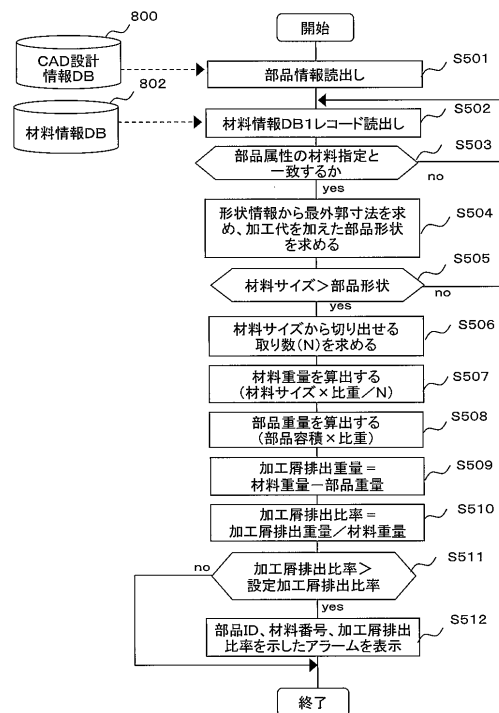 800
CAD設計
情報DB
802
材料情報DB
開始
部品情報読出し
S501
材料情報DB1レコード読出し
S502
部品属性の材料指定と
一致するか
S503
no
yes
形状情報から最外郭寸法を求
め、加工代を加えた部品形状
を求める
S504
材料サイズ>部品形状
S505
no
yes
材料サイズから切り出せる
取り数(N)を求める
S506
材料重量を算出する
(材料サイズ×比重/N)
S507
部品重量を算出する
(部品容積×比重)
S508
加工屑排出重量=
材料重量-部品重量
S509
加工屑排出比率=
加工屑排出重量/材料重量
S510
no
加工屑排出比率>
設定加工屑排出比率
S511
yes
部品ID、材料番号、加工屑排出
比率を示したアラームを表示
S512
終了